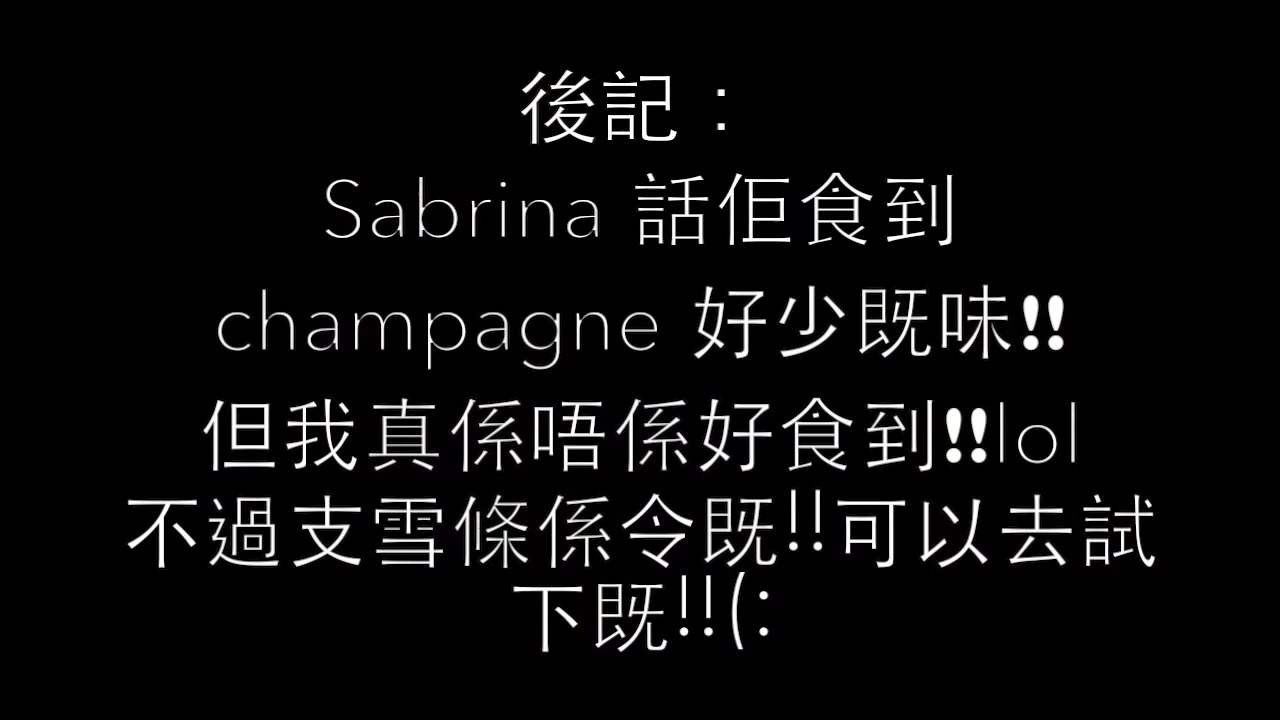 後記：
Sabrina 話佢食到
champagne 好少既味‼
但我真係唔係好食到‼lol
不過支雪條係令既!!可以去試
下既!!(: